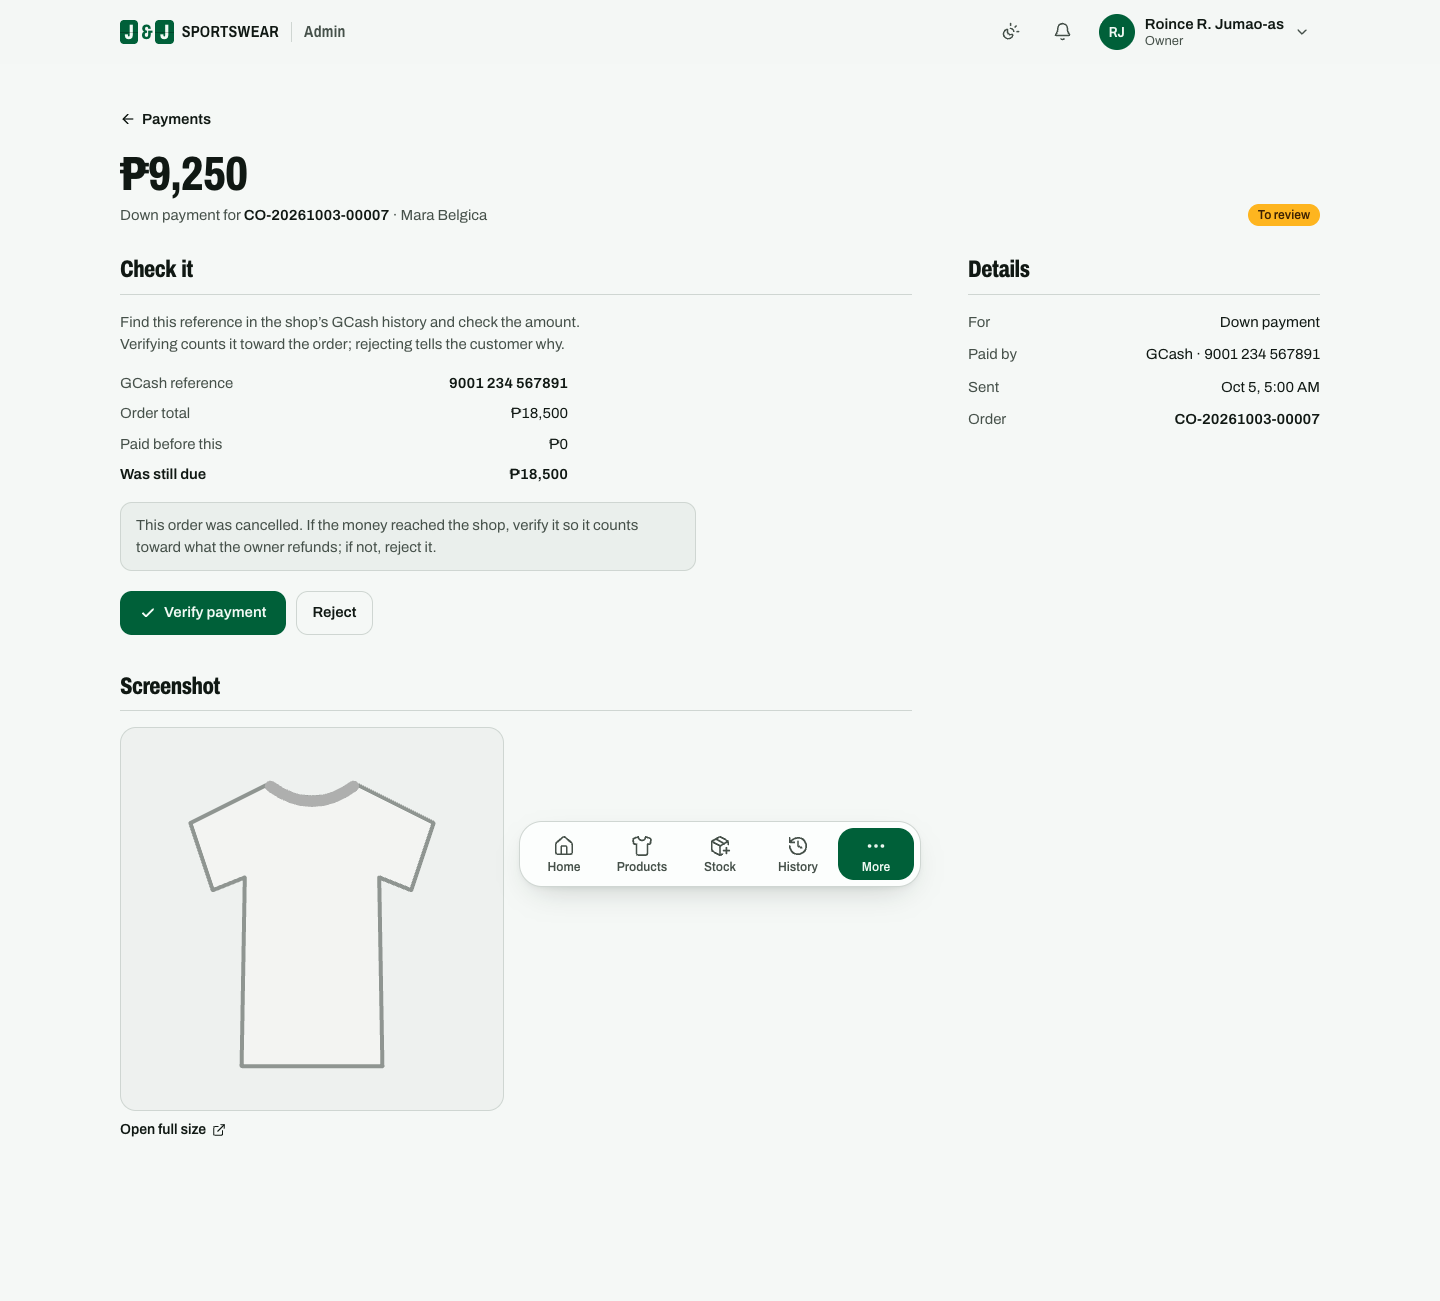 J & J SPORTSWEAR Admin
RJ Roince R. Jumao-as
Owner
Payments
₱9,250
Down payment for CO-20261003-00007 · Mara Belgica
To review
Check it
Find this reference in the shop’s GCash history and check the amount.
Verifying counts it toward the order; rejecting tells the customer why.
GCash reference 9001 234 567891
Order total ₱18,500
Paid before this ₱0
Was still due ₱18,500
This order was cancelled. If the money reached the shop, verify it so it counts
toward what the owner refunds; if not, reject it.
Verify payment Reject
Details
For Down payment
Paid by GCash · 9001 234 567891
Sent Oct 5, 5:00 AM
Order CO-20261003-00007
Screenshot
Home Products Stock History More
Open full size